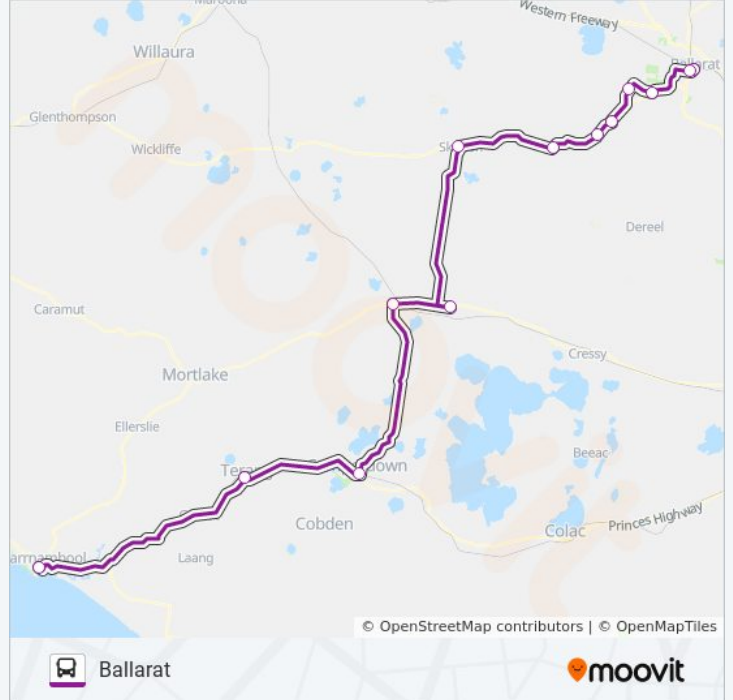 Western Freeway
Willaura
Glenthompson
Wickliffe
Dereel
Caramut
Cressy
Mortlake
Ellerslie
Beeac
Cobden
Princes Highway
Colac
Laang
© OpenStreetMap contributors | © OpenMapTiles
Ballarat
moovit